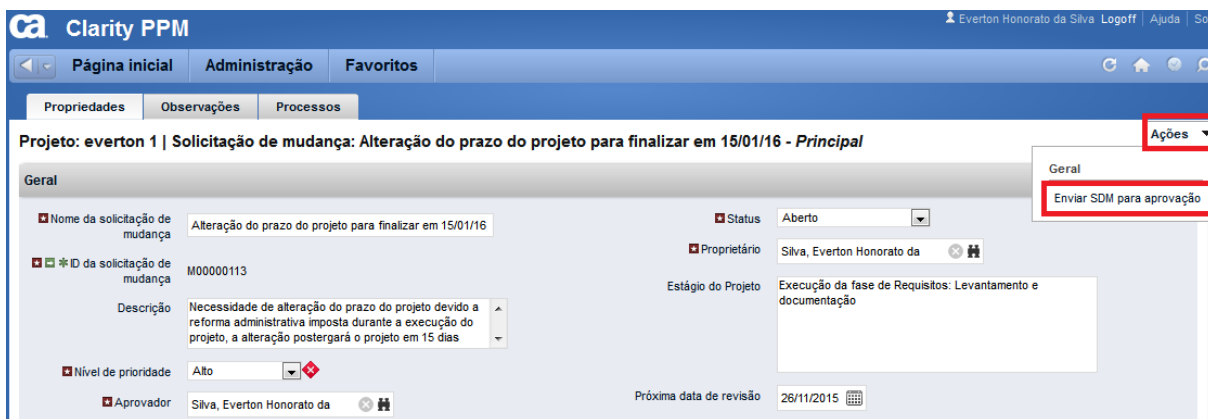 ca Clarity PPM
Everton Honorato da Silva Logoff | Ajuda | So
Página inicial Administração Favoritos
Propriedades Observações Processos
Projeto: everton 1 | Solicitação de mudança: Alteração do prazo do projeto para finalizar em 15/01/16 - Principal
Ações
Geral
Enviar SDM para aprovação
Geral
Nome da solicitação de mudança
Alteração do prazo do projeto para finalizar em 15/01/16
ID da solicitação de mudança
M00000113
Descrição
Necessidade de alteração do prazo do projeto devido a
reforma administrativa imposta durante a execução do
projeto, a alteração postergará o projeto em 15 dias
Nível de prioridade Alto
Aprovador Silva, Everton Honorato da
Status Aberto
Proprietário Silva, Everton Honorato da
Estágio do Projeto
Execução da fase de Requisitos: Levantamento e
documentação
Próxima data de revisão 26/11/2015